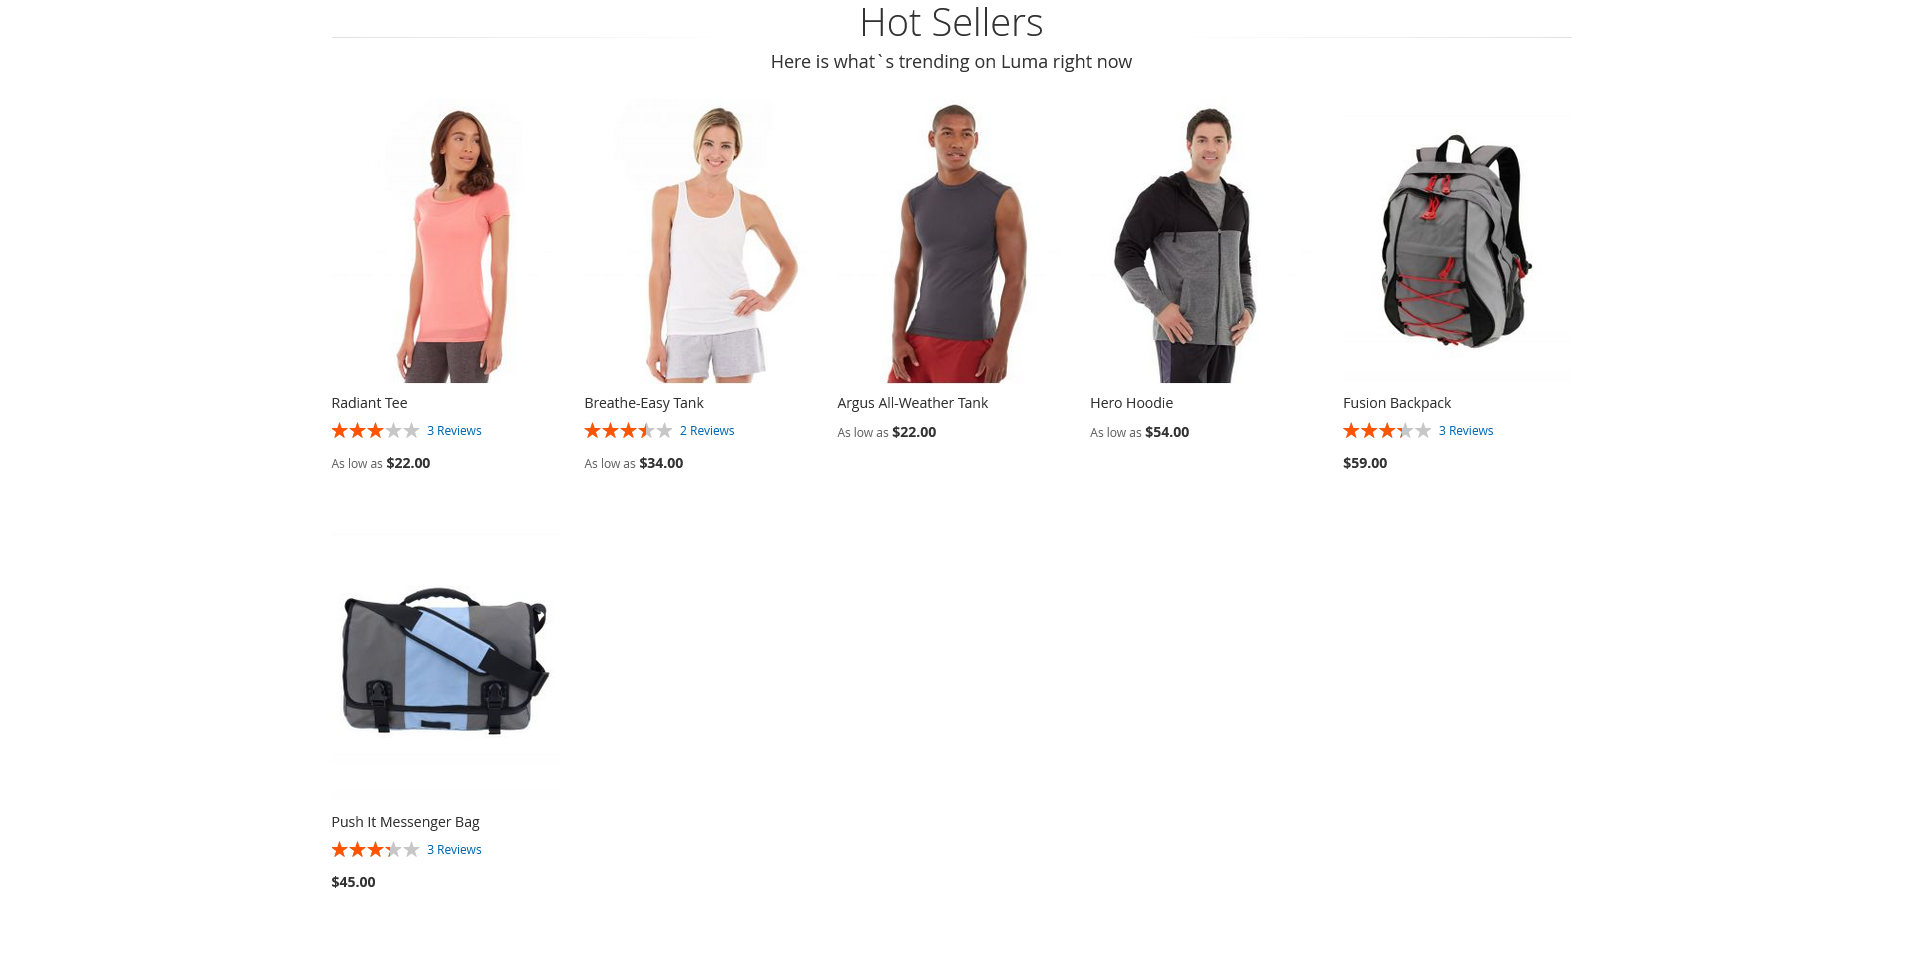 Hot Sellers
Here is what`s trending on Luma right now
Radiant Tee
3 Reviews
As low as $22.00
Breathe-Easy Tank
2 Reviews
As low as $34.00
Argus All-Weather Tank
As low as $22.00
Hero Hoodie
As low as $54.00
Fusion Backpack
3 Reviews
$59.00
Push It Messenger Bag
3 Reviews
$45.00